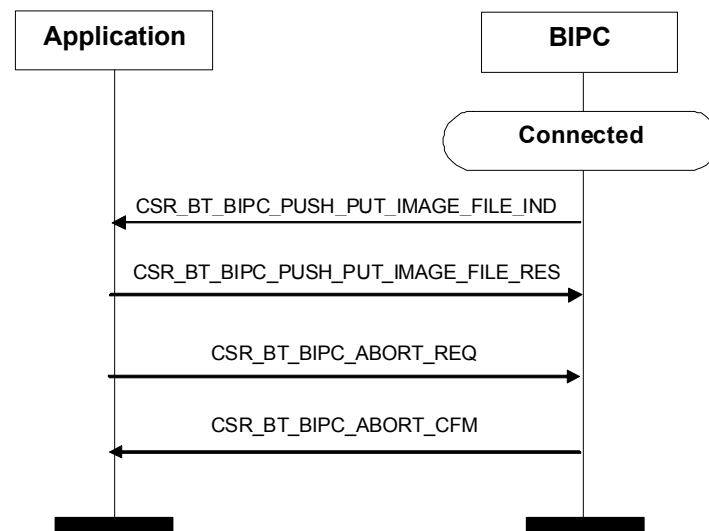 Application
BIPC
Connected
CSR_BT_BIPC_PUSH_PUT_IMAGE_FILE_IND
CSR_BT_BIPC_PUSH_PUT_IMAGE_FILE_RES
CSR_BT_BIPC_ABORT_REQ
CSR_BT_BIPC_ABORT_CFM